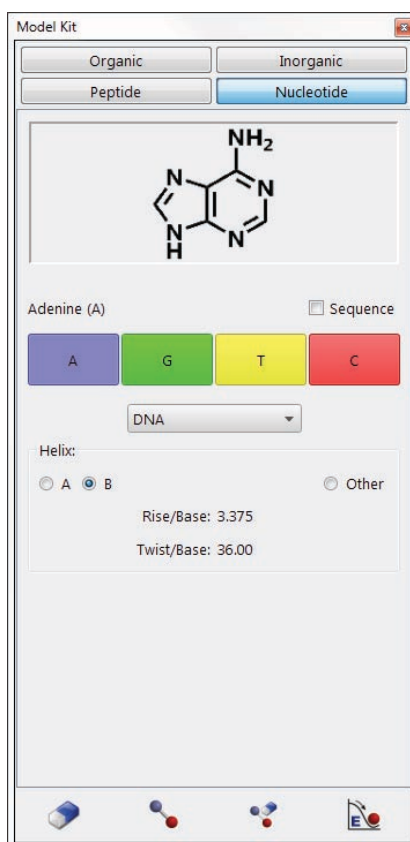 Model Kit
Organic Inorganic
Peptide Nucleotide
NH2
N N
N N
H
Adenine (A) Sequence
A G T C
DNA
Helix:
A B Other
Rise/Base: 3.375
Twist/Base: 36.00
E